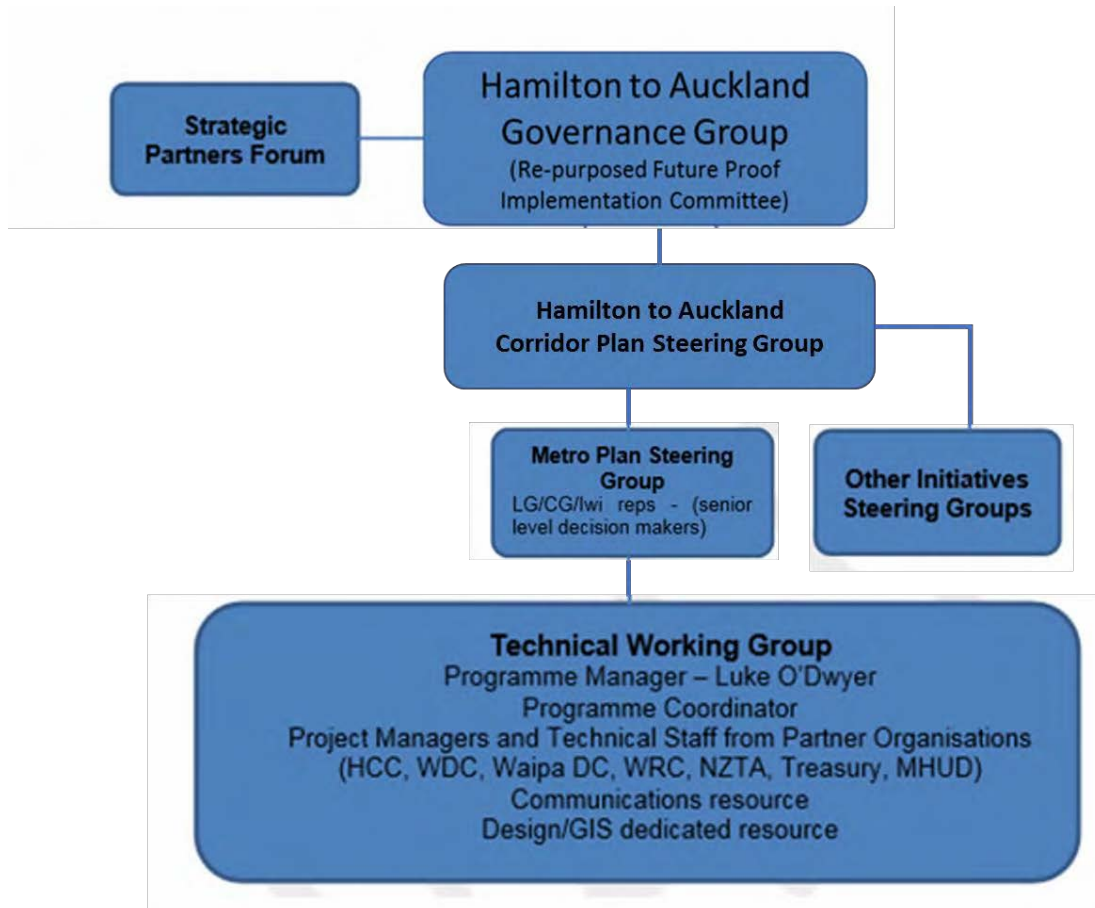 Strategic
Partners Forum
Hamilton to Auckland
Governance Group
(Re-purposed Future Proof
Implementation Committee)
Hamilton to Auckland
Corridor Plan Steering Group
Metro Plan Steering
Group
LG/CG/Iwi reps - (senior
level decision makers)
Other Initiatives
Steering Groups
Technical Working Group
Programme Manager – Luke O'Dwyer
Programme Coordinator
Project Managers and Technical Staff from Partner Organisations
(HCC, WDC, Waipa DC, WRC, NZTA, Treasury, MHUD)
Communications resource
Design/GIS dedicated resource